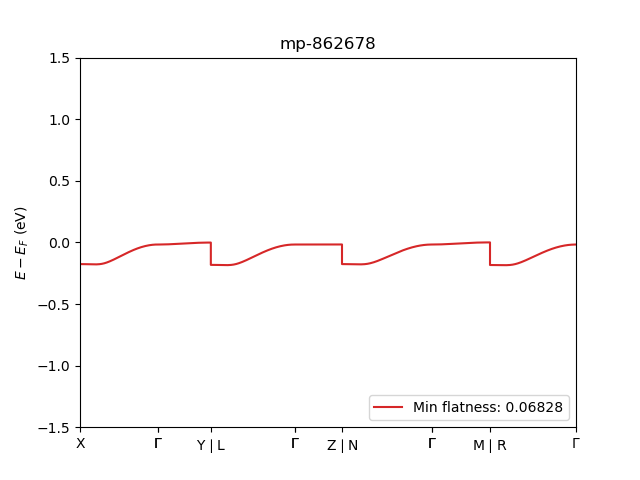 mp-862678
1.5
1.0
0.5
0.0
−0.5
−1.0
−1.5
E − E_F (eV)
Min flatness: 0.06828
X Γ Y | L Γ Z | N Γ M | R Γ